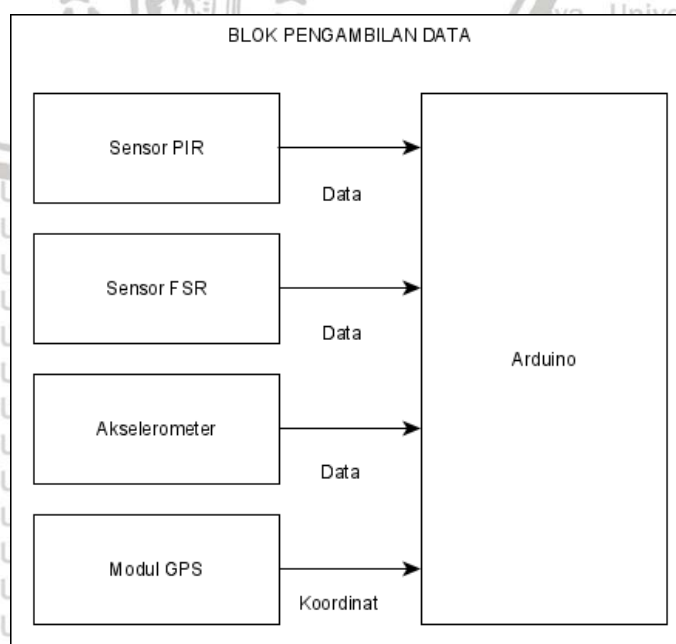 BLOK PENGAMBILAN DATA
Sensor PIR
Data
Sensor FSR
Data
Arduino
Akselerometer
Data
Modul GPS
Koordinat